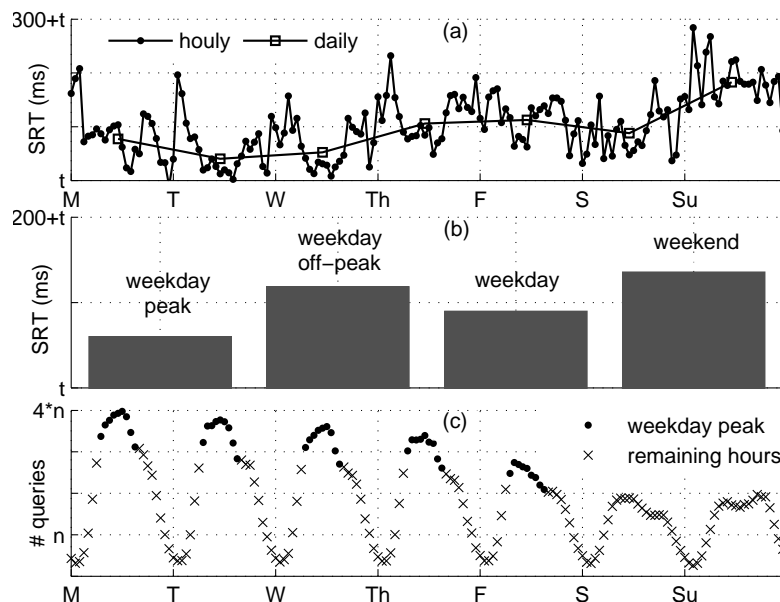 300+t
(a)
houly
daily
SRT (ms)
t
M T W Th F S Su
200+t
(b)
weekday
peak
weekday
off−peak
weekday
weekend
SRT (ms)
t
4*n
(c)
weekday peak
remaining hours
# queries
n
M T W Th F S Su